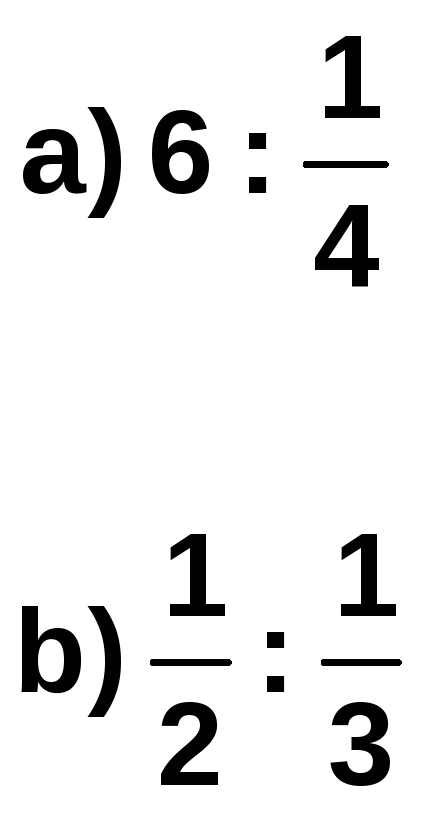 a) 6 : 1/4
b) 1/2 : 1/3